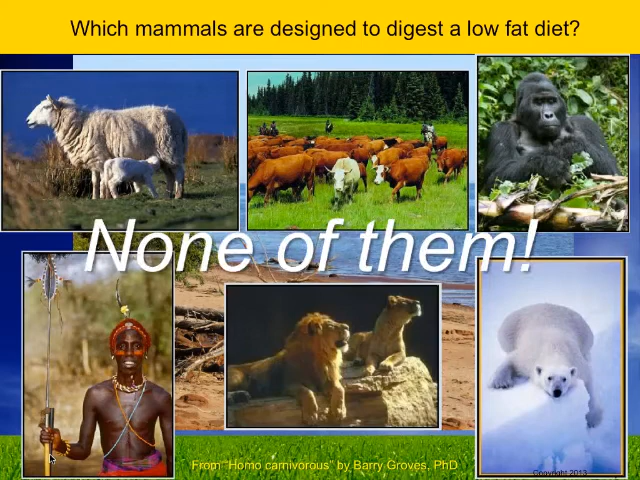 Which mammals are designed to digest a low fat diet?
None of them!
From "Homo carnivorous" by Barry Groves, PhD
Copyright 2013